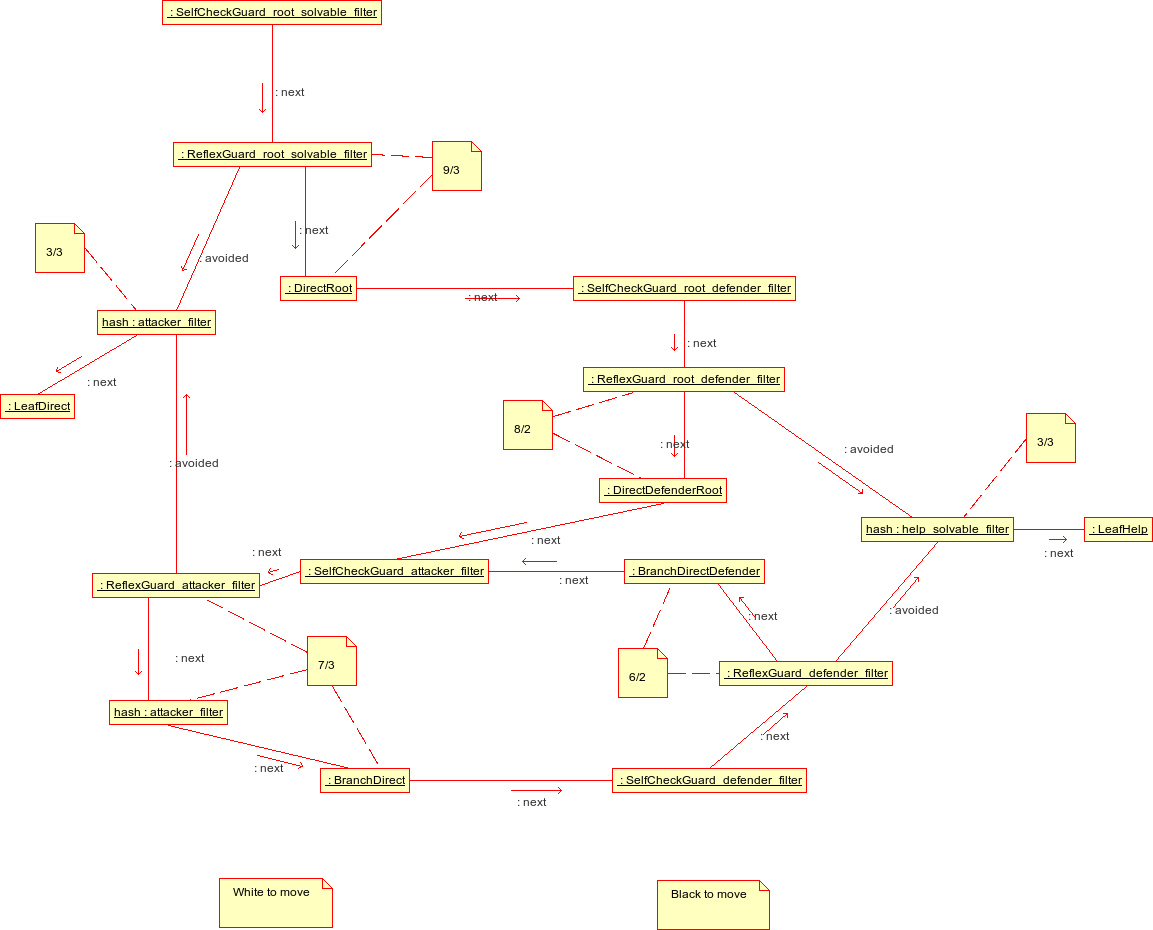 : SelfCheckGuard_root_solvable_filter
: next
: ReflexGuard_root_solvable_filter
9/3
3/3
: next
: avoided
: DirectRoot
: SelfCheckGuard_root_defender_filter
: next
hash : attacker_filter
: next
: next
: ReflexGuard_root_defender_filter
: LeafDirect
8/2
: next
: avoided
3/3
: avoided
: DirectDefenderRoot
hash : help_solvable_filter
: LeafHelp
: next
: next
: next
: SelfCheckGuard_attacker_filter
: BranchDirectDefender
: next
: ReflexGuard_attacker_filter
: avoided
: next
: next
7/3
6/2
: ReflexGuard_defender_filter
hash : attacker_filter
: next
: next
: BranchDirect
: SelfCheckGuard_defender_filter
: next
White to move
Black to move